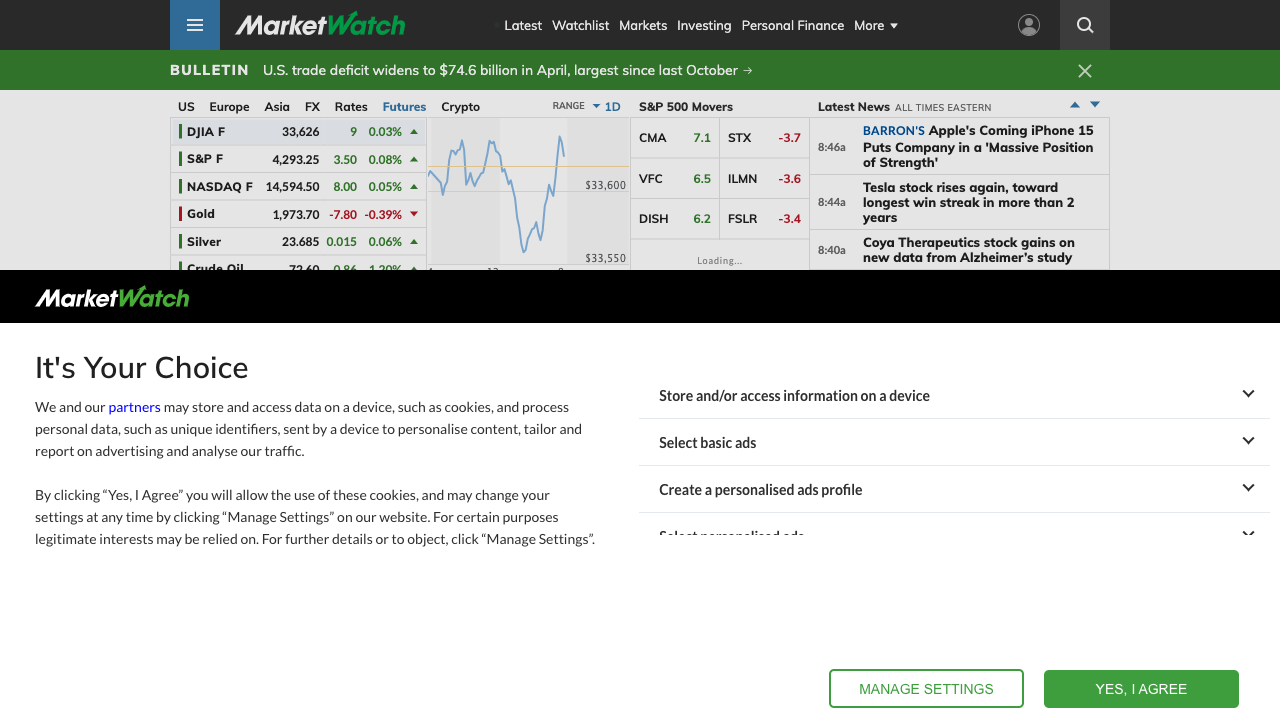 MarketWatch
Latest Watchlist Markets Investing Personal Finance More
BULLETIN U.S. trade deficit widens to $74.6 billion in April, largest since last October →
US Europe Asia FX Rates Futures Crypto RANGE 1D
DJIA F 33,626 9 0.03%
S&P F 4,293.25 3.50 0.08%
NASDAQ F 14,594.50 8.00 0.05%
Gold 1,973.70 -7.80 -0.39%
Silver 23.685 0.015 0.06%
Crude Oil 72.60 0.86 1.20%
$33,600
$33,550
S&P 500 Movers
CMA 7.1 STX -3.7
VFC 6.5 ILMN -3.6
DISH 6.2 FSLR -3.4
Loading...
Latest News ALL TIMES EASTERN
8:46a BARRON'S Apple's Coming iPhone 15
Puts Company in a 'Massive Position
of Strength'
8:44a Tesla stock rises again, toward
longest win streak in more than 2
years
8:40a Coya Therapeutics stock gains on
new data from Alzheimer's study
MarketWatch
It's Your Choice
We and our partners may store and access data on a device, such as cookies, and process
personal data, such as unique identifiers, sent by a device to personalise content, tailor and
report on advertising and analyse our traffic.
By clicking “Yes, I Agree” you will allow the use of these cookies, and may change your
settings at any time by clicking “Manage Settings” on our website. For certain purposes
legitimate interests may be relied on. For further details or to object, click “Manage Settings”.
Store and/or access information on a device
Select basic ads
Create a personalised ads profile
Select personalised ads
MANAGE SETTINGS
YES, I AGREE